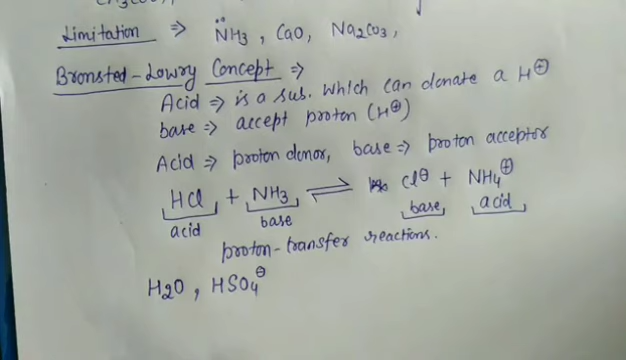 Limitation ⇒ N̈H3, CaO, Na2CO3,
Bronsted-Lowry Concept ⇒
Acid ⇒ is a sub. which can donate a H⊕
base ⇒ accept proton (H⊕)
Acid ⇒ proton donor, base ⇒ proton acceptor
HCl + NH3 ⇌ Cl⊖ + NH4⊕
acid base base acid
proton-transfer reactions.
H2O, HSO4⊖